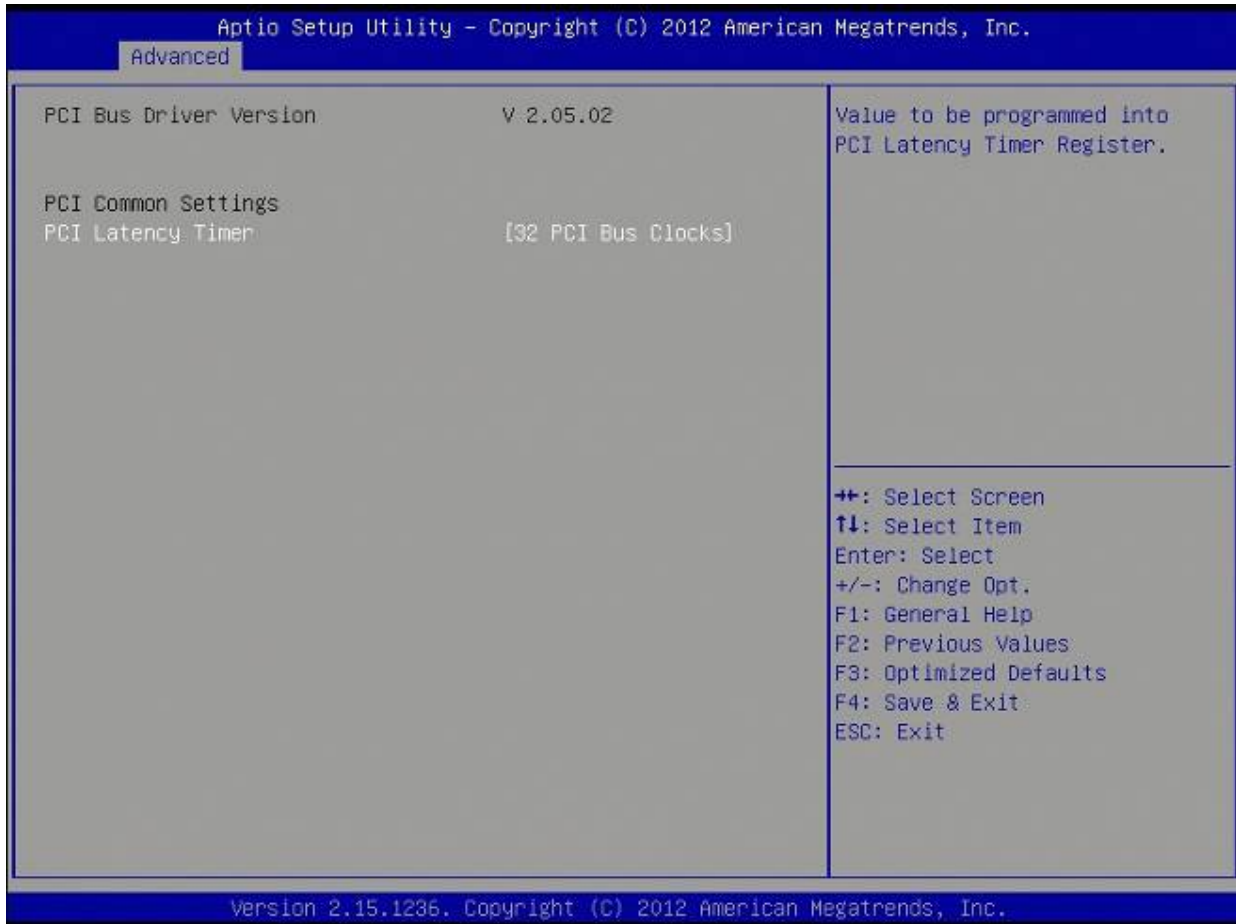 Aptio Setup Utility – Copyright (C) 2012 American Megatrends, Inc.
Advanced
PCI Bus Driver Version V 2.05.02
PCI Common Settings
PCI Latency Timer [32 PCI Bus Clocks]
Value to be programmed into
PCI Latency Timer Register.
→←: Select Screen
↑↓: Select Item
Enter: Select
+/-: Change Opt.
F1: General Help
F2: Previous Values
F3: Optimized Defaults
F4: Save & Exit
ESC: Exit
Version 2.15.1236. Copyright (C) 2012 American Megatrends, Inc.